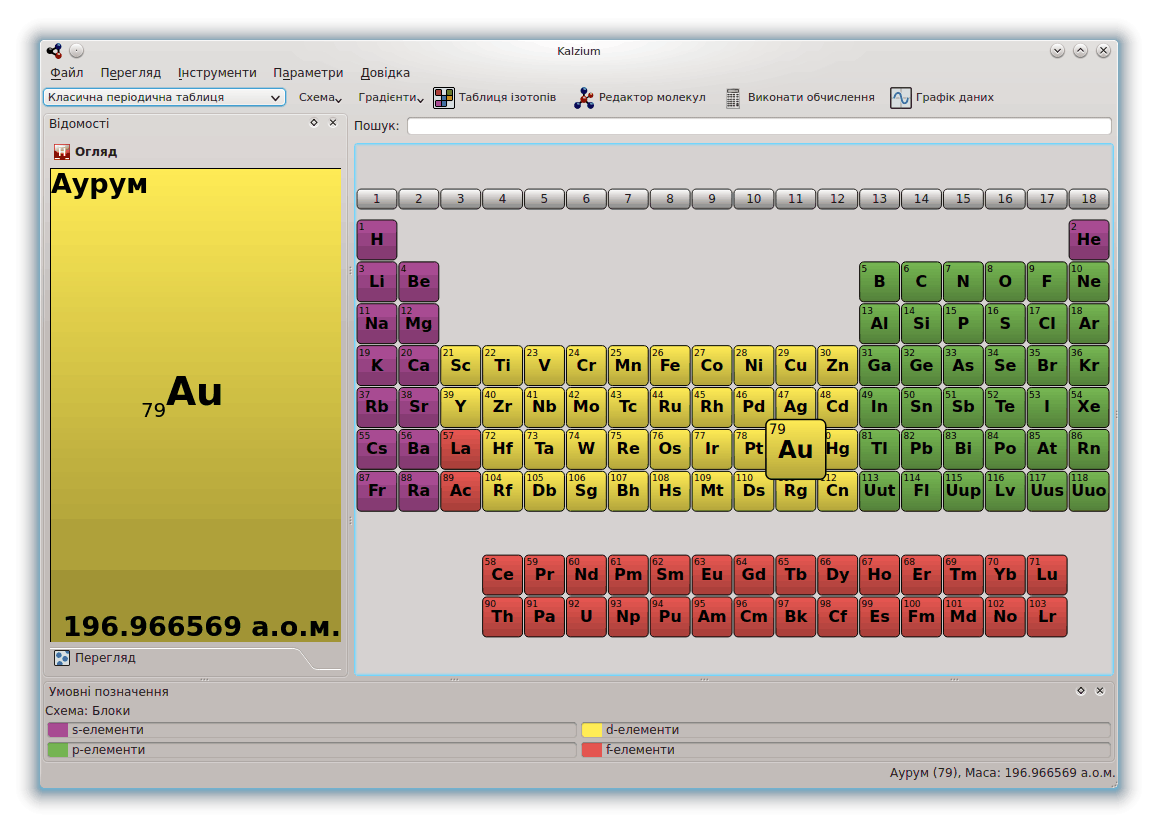 Kalzium
Файл Перегляд Інструменти Параметри Довідка
Класична періодична таблиця Схема Градієнти Таблиця ізотопів Редактор молекул Виконати обчислення Графік даних
Відомості
Пошук:
Огляд
Аурум
79Au
196.966569 а.о.м.
Перегляд
1 2 3 4 5 6 7 8 9 10 11 12 13 14 15 16 17 18
1 H 2 He
3 Li 4 Be 5 B 6 C 7 N 8 O 9 F 10 Ne
11 Na 12 Mg 13 Al 14 Si 15 P 16 S 17 Cl 18 Ar
19 K 20 Ca 21 Sc 22 Ti 23 V 24 Cr 25 Mn 26 Fe 27 Co 28 Ni 29 Cu 30 Zn 31 Ga 32 Ge 33 As 34 Se 35 Br 36 Kr
37 Rb 38 Sr 39 Y 40 Zr 41 Nb 42 Mo 43 Tc 44 Ru 45 Rh 46 Pd 47 Ag 48 Cd 49 In 50 Sn 51 Sb 52 Te 53 I 54 Xe
55 Cs 56 Ba 57 La 72 Hf 73 Ta 74 W 75 Re 76 Os 77 Ir 78 Pt 79 Au Hg 81 Tl 82 Pb 83 Bi 84 Po 85 At 86 Rn
87 Fr 88 Ra 89 Ac 104 Rf 105 Db 106 Sg 107 Bh 108 Hs 109 Mt 110 Ds Rg Cn 113 Uut 114 Fl 115 Uup 116 Lv 117 Uus 118 Uuo
58 Ce 59 Pr 60 Nd 61 Pm 62 Sm 63 Eu 64 Gd 65 Tb 66 Dy 67 Ho 68 Er 69 Tm 70 Yb 71 Lu
90 Th 91 Pa 92 U 93 Np 94 Pu 95 Am 96 Cm 97 Bk 98 Cf 99 Es 100 Fm 101 Md 102 No 103 Lr
Умовні позначення
Схема: Блоки
s-елементи d-елементи
p-елементи f-елементи
Аурум (79), Маса: 196.966569 а.о.м.